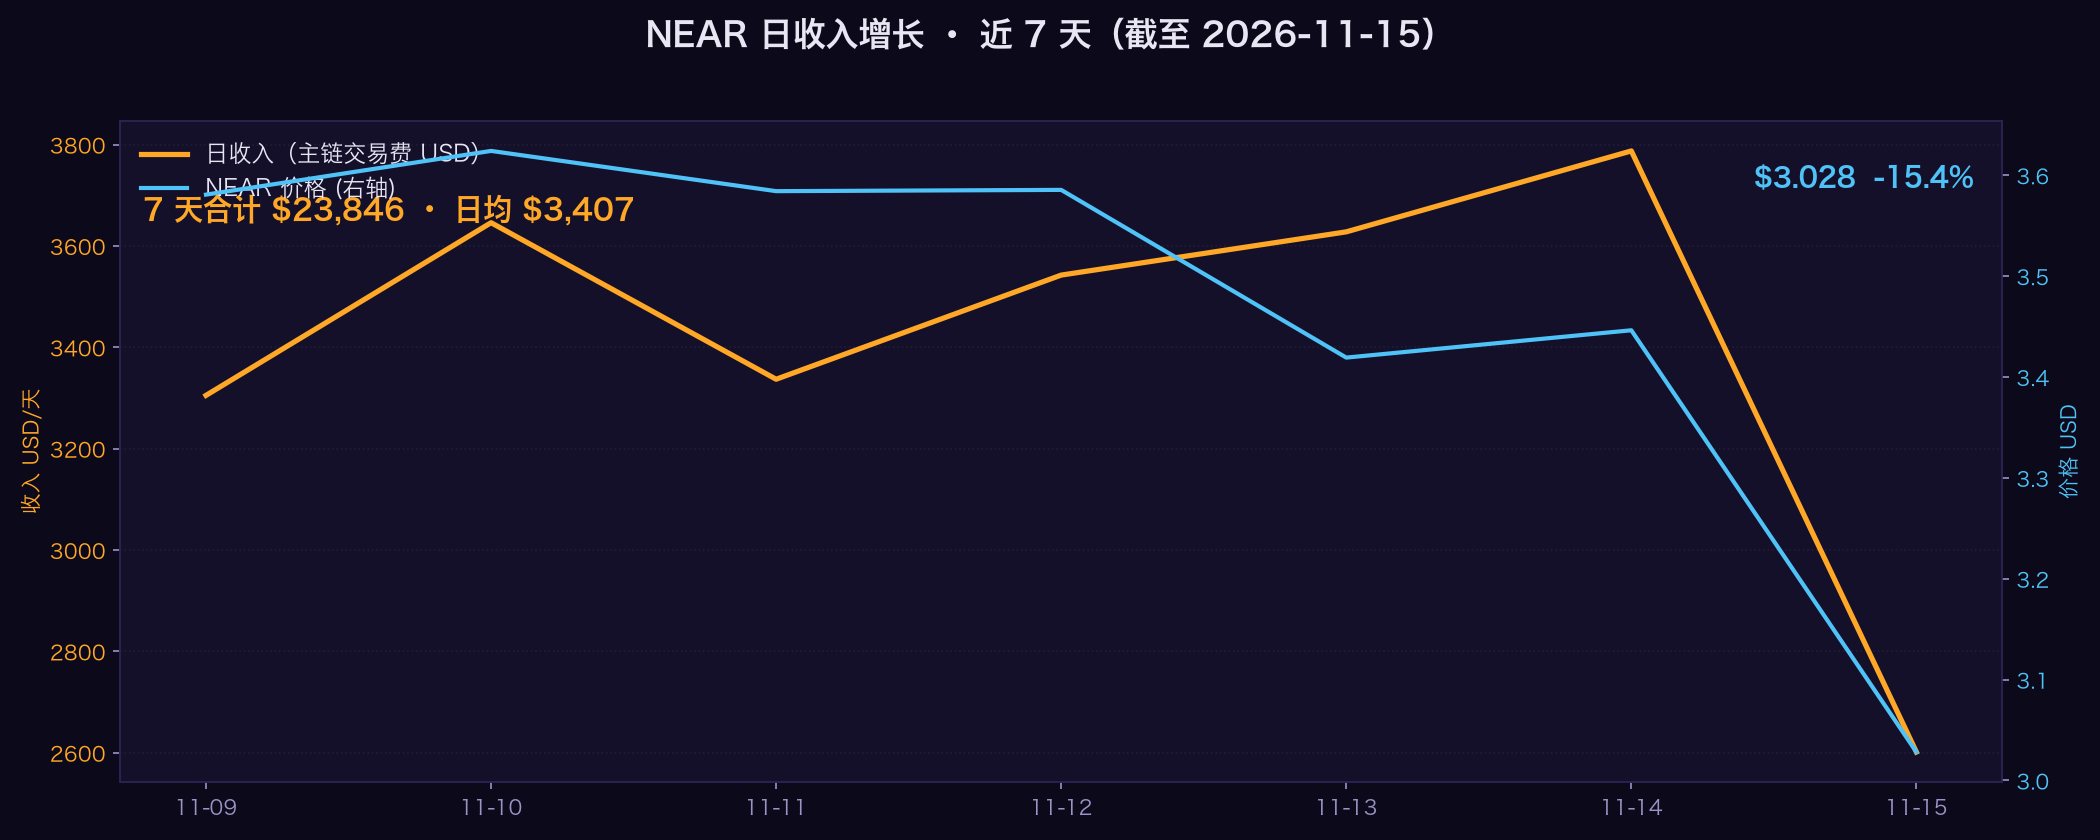 NEAR 日收入增长 · 近 7 天（截至 2026-11-15）
日收入（主链交易费 USD）
NEAR 价格 (右轴)
7 天合计 $23,846 · 日均 $3,407
$3.028 -15.4%
收入 USD/天
3800
3600
3400
3200
3000
2800
2600
3.6
3.5
3.4
3.3
3.2
3.1
3.0
价格 USD
11-09 11-10 11-11 11-12 11-13 11-14 11-15